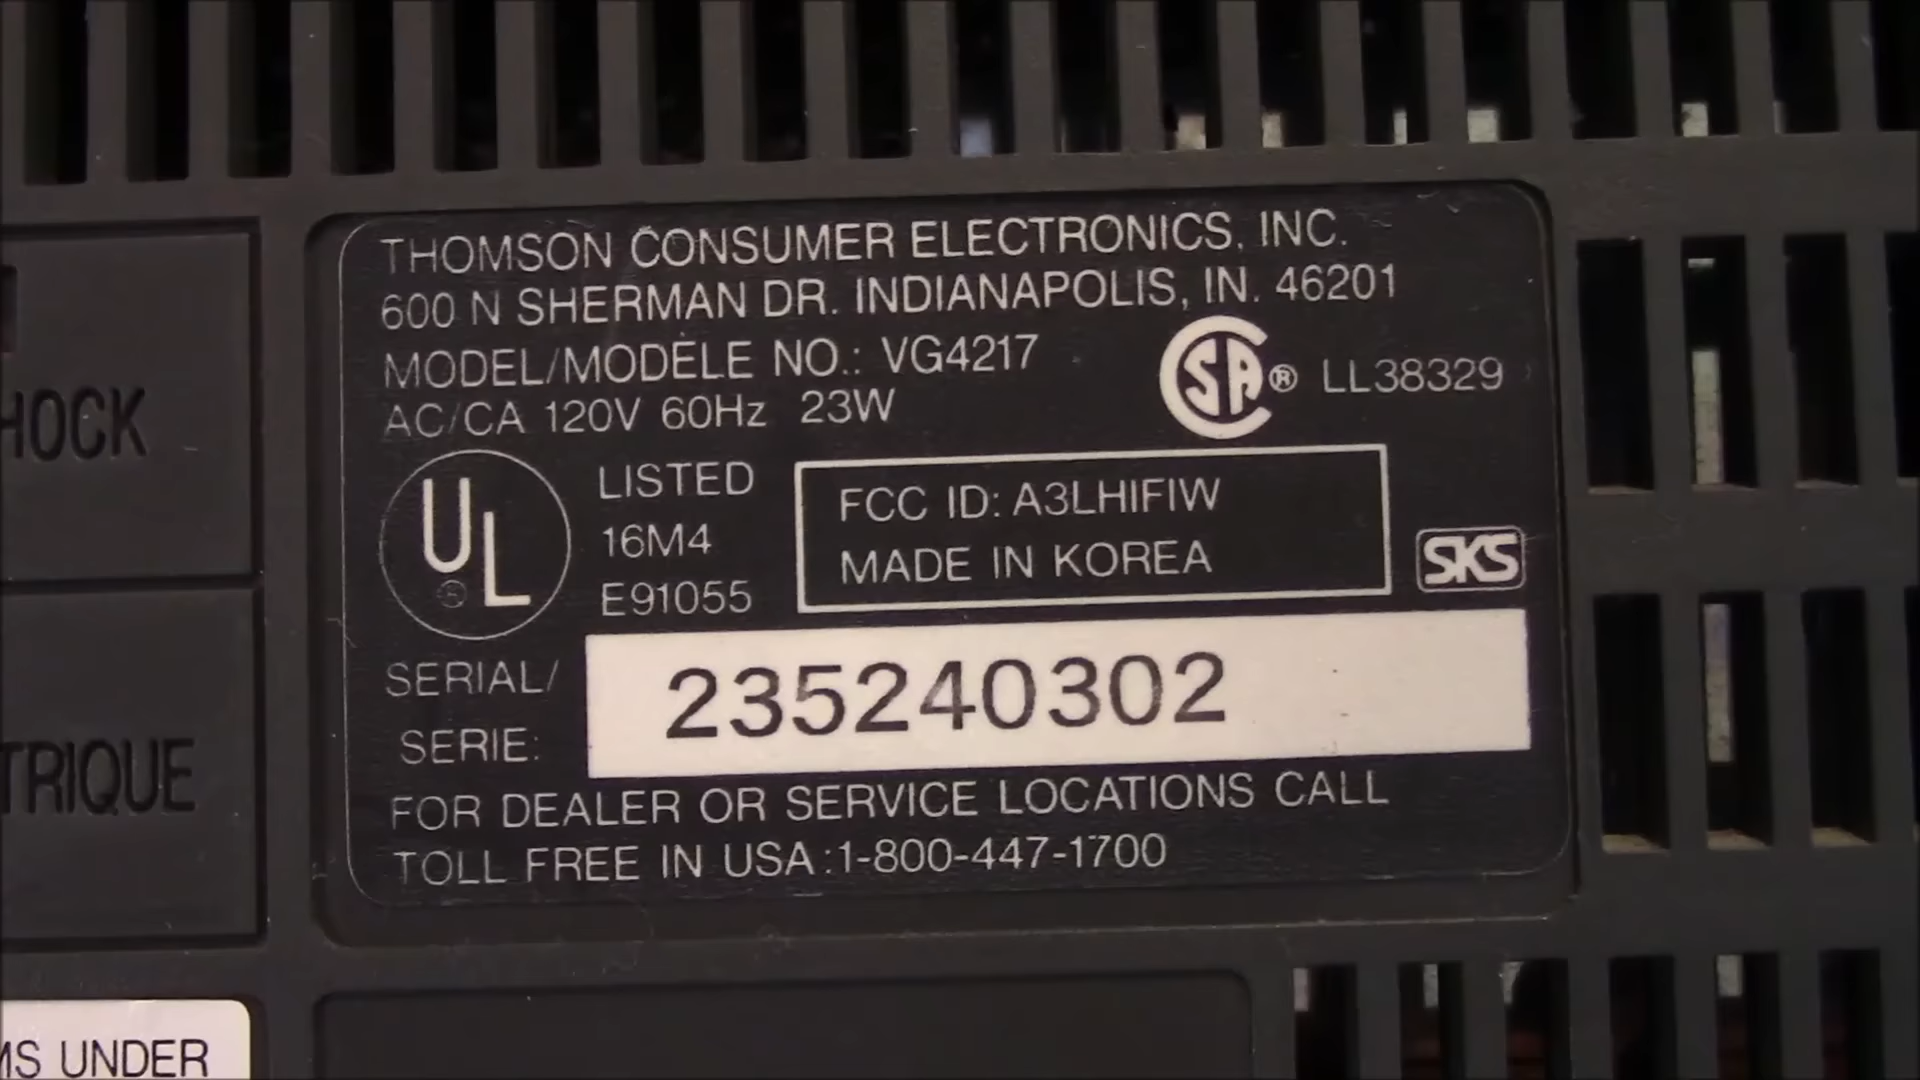 THOMSON CONSUMER ELECTRONICS, INC.
600 N SHERMAN DR. INDIANAPOLIS, IN. 46201
MODEL/MODÈLE NO.: VG4217
AC/CA 120V 60Hz 23W
SA® LL38329
UL®
LISTED
16M4
E91055
FCC ID: A3LHIFIW
MADE IN KOREA
SKS
SERIAL/
SERIE:
235240302
FOR DEALER OR SERVICE LOCATIONS CALL
TOLL FREE IN USA:1-800-447-1700
HOCK
TRIQUE
MS UNDER